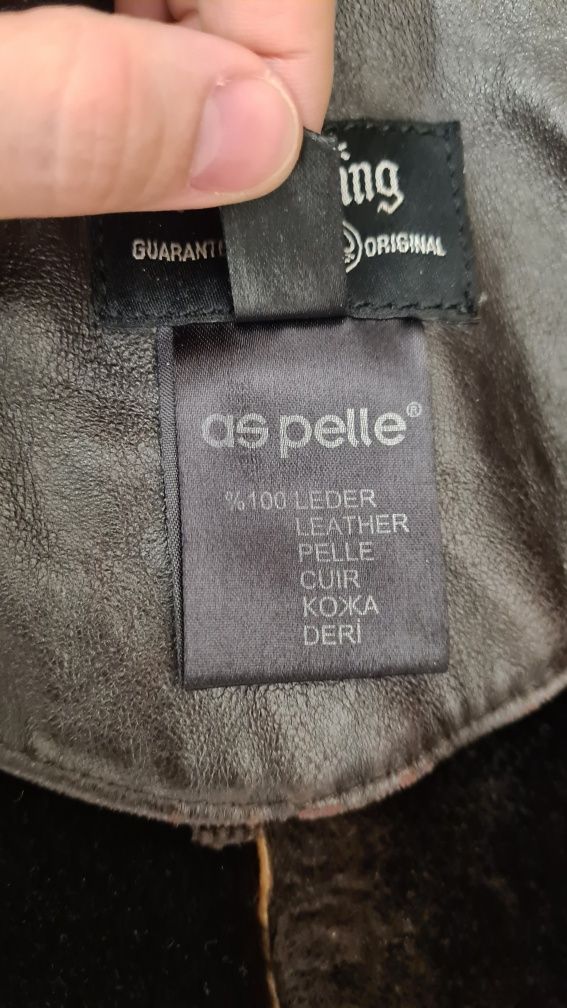 ing
GUARANT
ORIGINAL
as pelle®
%100 LEDER
LEATHER
PELLE
CUIR
КОЖА
DERİ